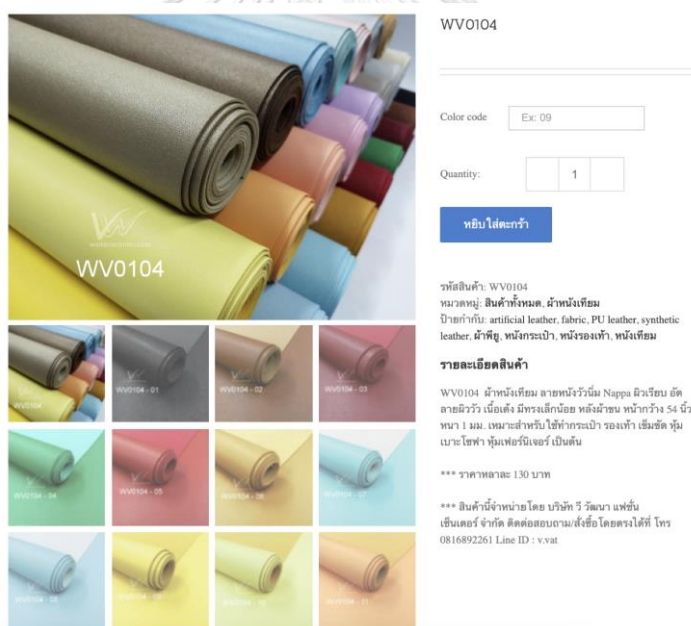 WV0104
Color code
Ex: 09
Quantity:
1
หยิบใส่ตะกร้า
รหัสสินค้า: WV0104
หมวดหมู่: สินค้าทั้งหมด, ผ้าหนังเทียม
ป้ายกำกับ: artificial leather, fabric, PU leather, synthetic
leather, ผ้าพียู, หนังกระเป๋า, หนังรองเท้า, หนังเทียม
รายละเอียดสินค้า
WV0104 ผ้าหนังเทียม ลายหนังวัวนิ่ม Nappa ผิวเรียบ อัด
ลายผิววัว เนื้อเด้ง มีทรงเล็กน้อย หลังผ้าขน หน้ากว้าง 54 นิ้ว
หนา 1 มม. เหมาะสำหรับ ใช้ทำกระเป๋า รองเท้า เข็มขัด หุ้ม
เบาะโซฟา หุ้มเฟอร์นิเจอร์ เป็นต้น
*** ราคาหลาละ 130 บาท
*** สินค้านี้จำหน่ายโดย บริษัท วี วัฒนา แฟชั่น
เซ็นเตอร์ จำกัด ติดต่อสอบถาม/สั่งซื้อโดยตรงได้ที่ โทร
0816892261 Line ID : v.vat
WV0104
WV0104
WV0104 - 01
WV0104 - 02
WV0104 - 03
WV0104 - 04
WV0104 - 05
WV0104 - 06
WV0104 - 07
WV0104 - 08
WV0104 - 09
WV0104 - 10
WV0104 - 11